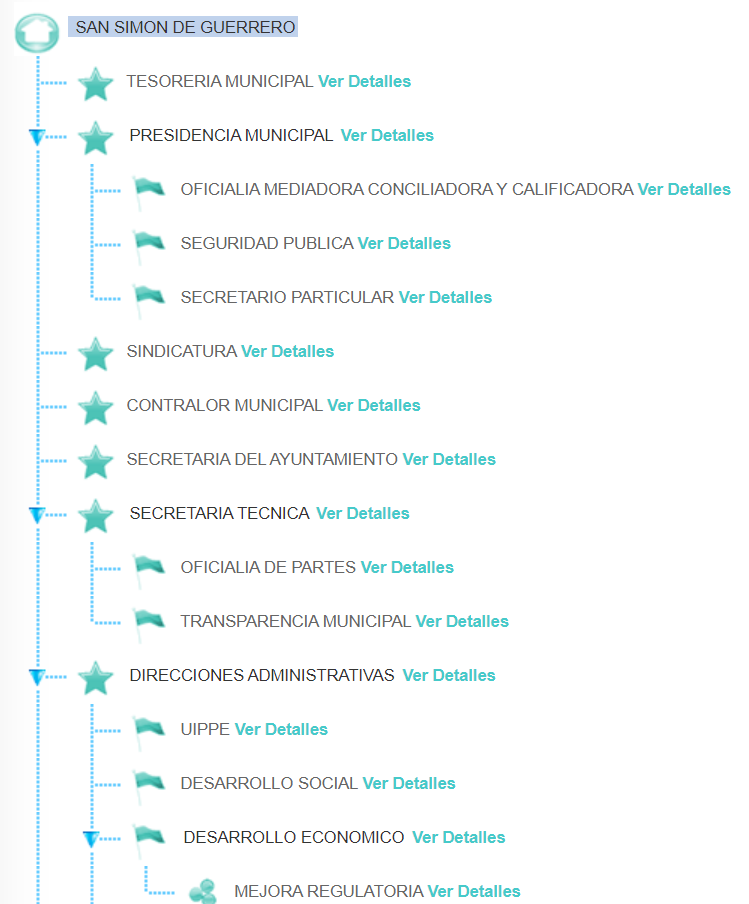 SAN SIMON DE GUERRERO
TESORERIA MUNICIPAL Ver Detalles
PRESIDENCIA MUNICIPAL Ver Detalles
OFICIALIA MEDIADORA CONCILIADORA Y CALIFICADORA Ver Detalles
SEGURIDAD PUBLICA Ver Detalles
SECRETARIO PARTICULAR Ver Detalles
SINDICATURA Ver Detalles
CONTRALOR MUNICIPAL Ver Detalles
SECRETARIA DEL AYUNTAMIENTO Ver Detalles
SECRETARIA TECNICA Ver Detalles
OFICIALIA DE PARTES Ver Detalles
TRANSPARENCIA MUNICIPAL Ver Detalles
DIRECCIONES ADMINISTRATIVAS Ver Detalles
UIPPE Ver Detalles
DESARROLLO SOCIAL Ver Detalles
DESARROLLO ECONOMICO Ver Detalles
MEJORA REGULATORIA Ver Detalles